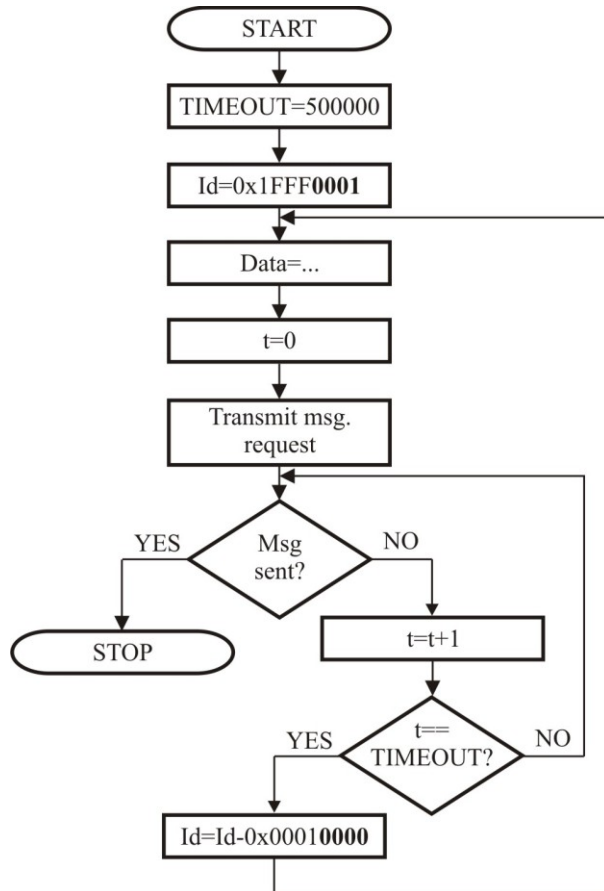 START
TIMEOUT=500000
Id=0x1FFF0001
Data=...
t=0
Transmit msg.
request
YES
Msg
sent?
NO
STOP
t=t+1
YES
t==
TIMEOUT?
NO
Id=Id-0x00010000